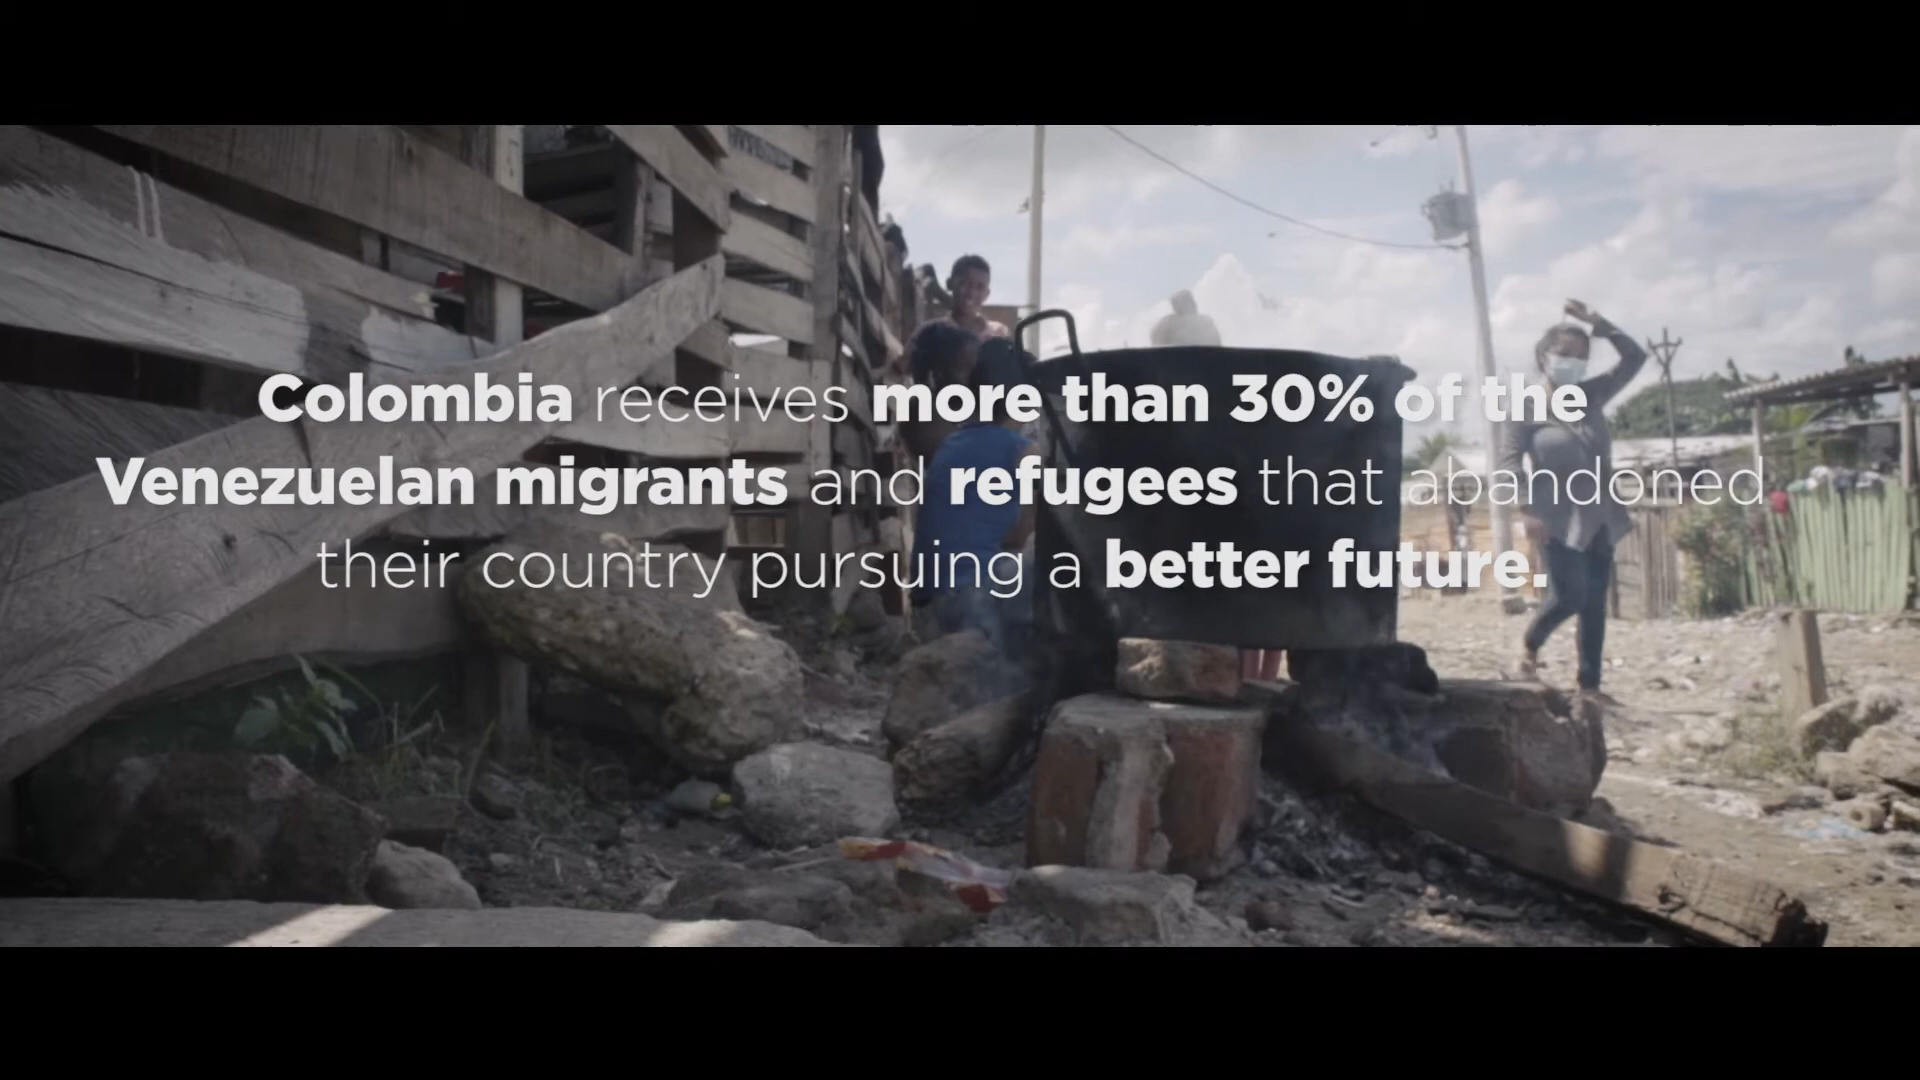 Colombia receives more than 30% of the
Venezuelan migrants and refugees that abandoned
their country pursuing a better future.